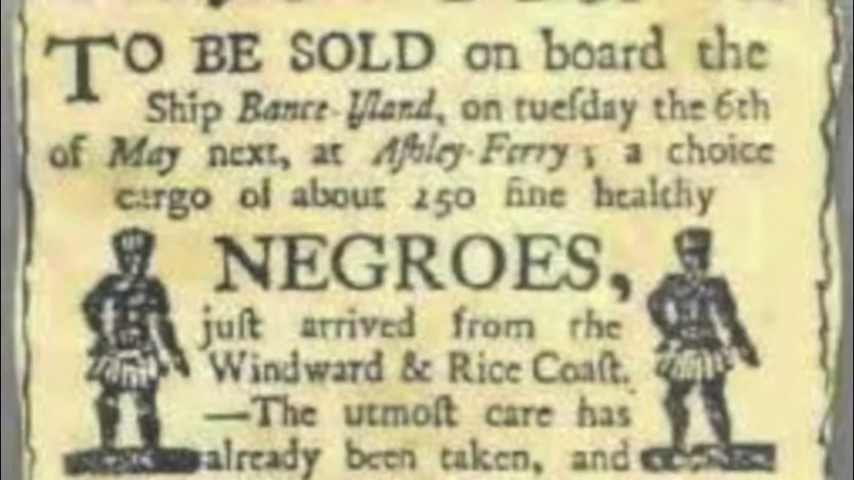 TO BE SOLD on board the
Ship Bance-Yland, on tueſday the 6th
of May next, at Aſhley-Ferry; a choice
cargo of about 250 fine healthy
NEGROES,
juſt arrived from the
Windward & Rice Coaſt.
—The utmoſt care has
already been taken, and